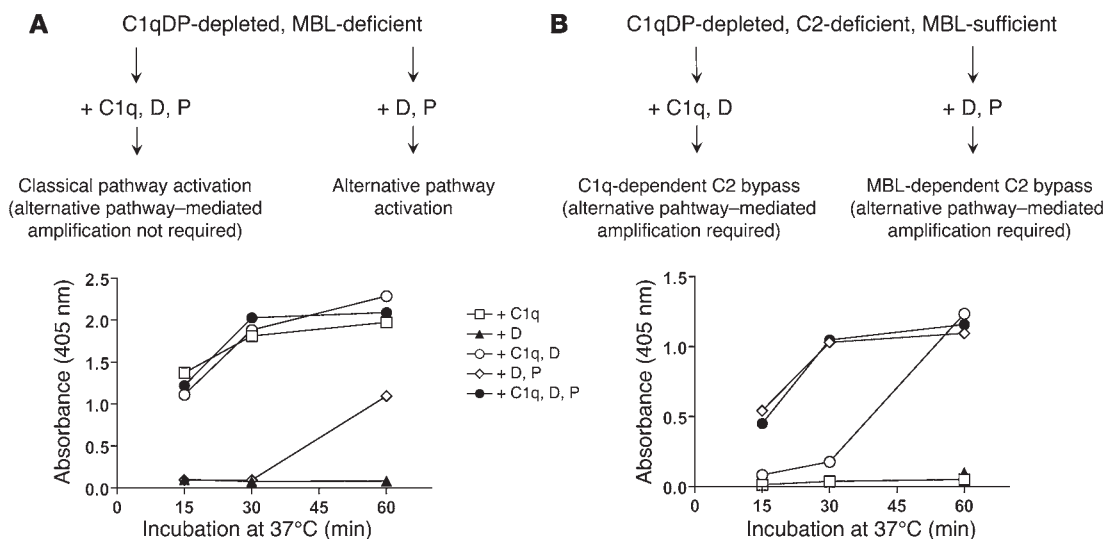 A
C1qDP-depleted, MBL-deficient
+ C1q, D, P
+ D, P
Classical pathway activation
(alternative pathway–mediated
amplification not required)
Alternative pathway
activation
Absorbance (405 nm)
2.5
2.0
1.5
1.0
0.5
0.0
0 15 30 45 60
Incubation at 37°C (min)
+ C1q
+ D
+ C1q, D
+ D, P
+ C1q, D, P
B
C1qDP-depleted, C2-deficient, MBL-sufficient
+ C1q, D
+ D, P
C1q-dependent C2 bypass
(alternative pahtway–mediated
amplification required)
MBL-dependent C2 bypass
(alternative pathway–mediated
amplification required)
Absorbance (405 nm)
1.5
1.0
0.5
0.0
0 15 30 45 60
Incubation at 37°C (min)